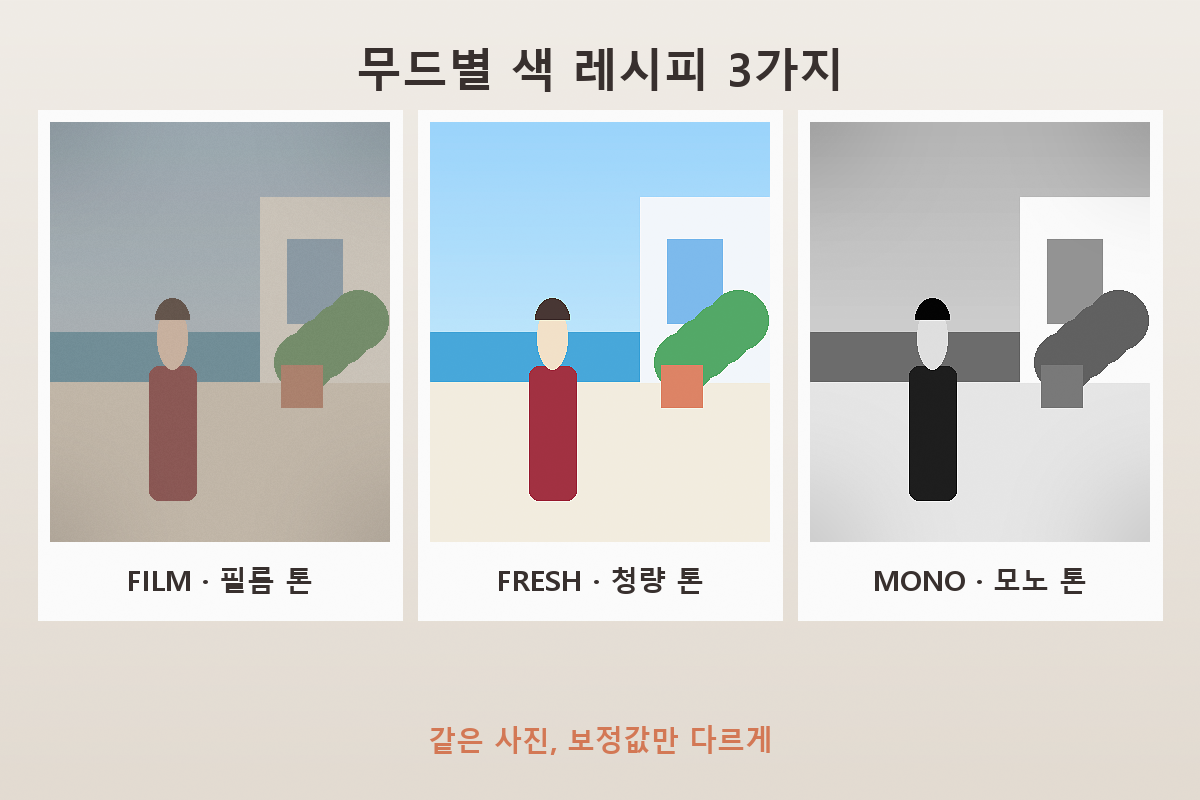 무드별 색 레시피 3가지
FILM · 필름 톤
FRESH · 청량 톤
MONO · 모노 톤
같은 사진, 보정값만 다르게